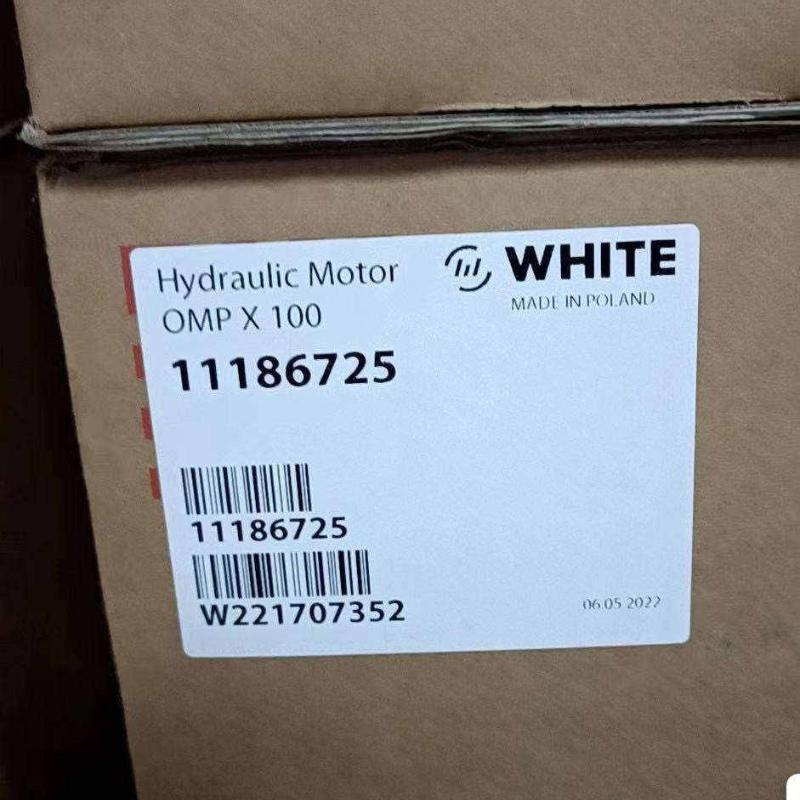 Hydraulic Motor
OMP X 100
WHITE
MADE IN POLAND
11186725
11186725
W221707352
06.05 2022